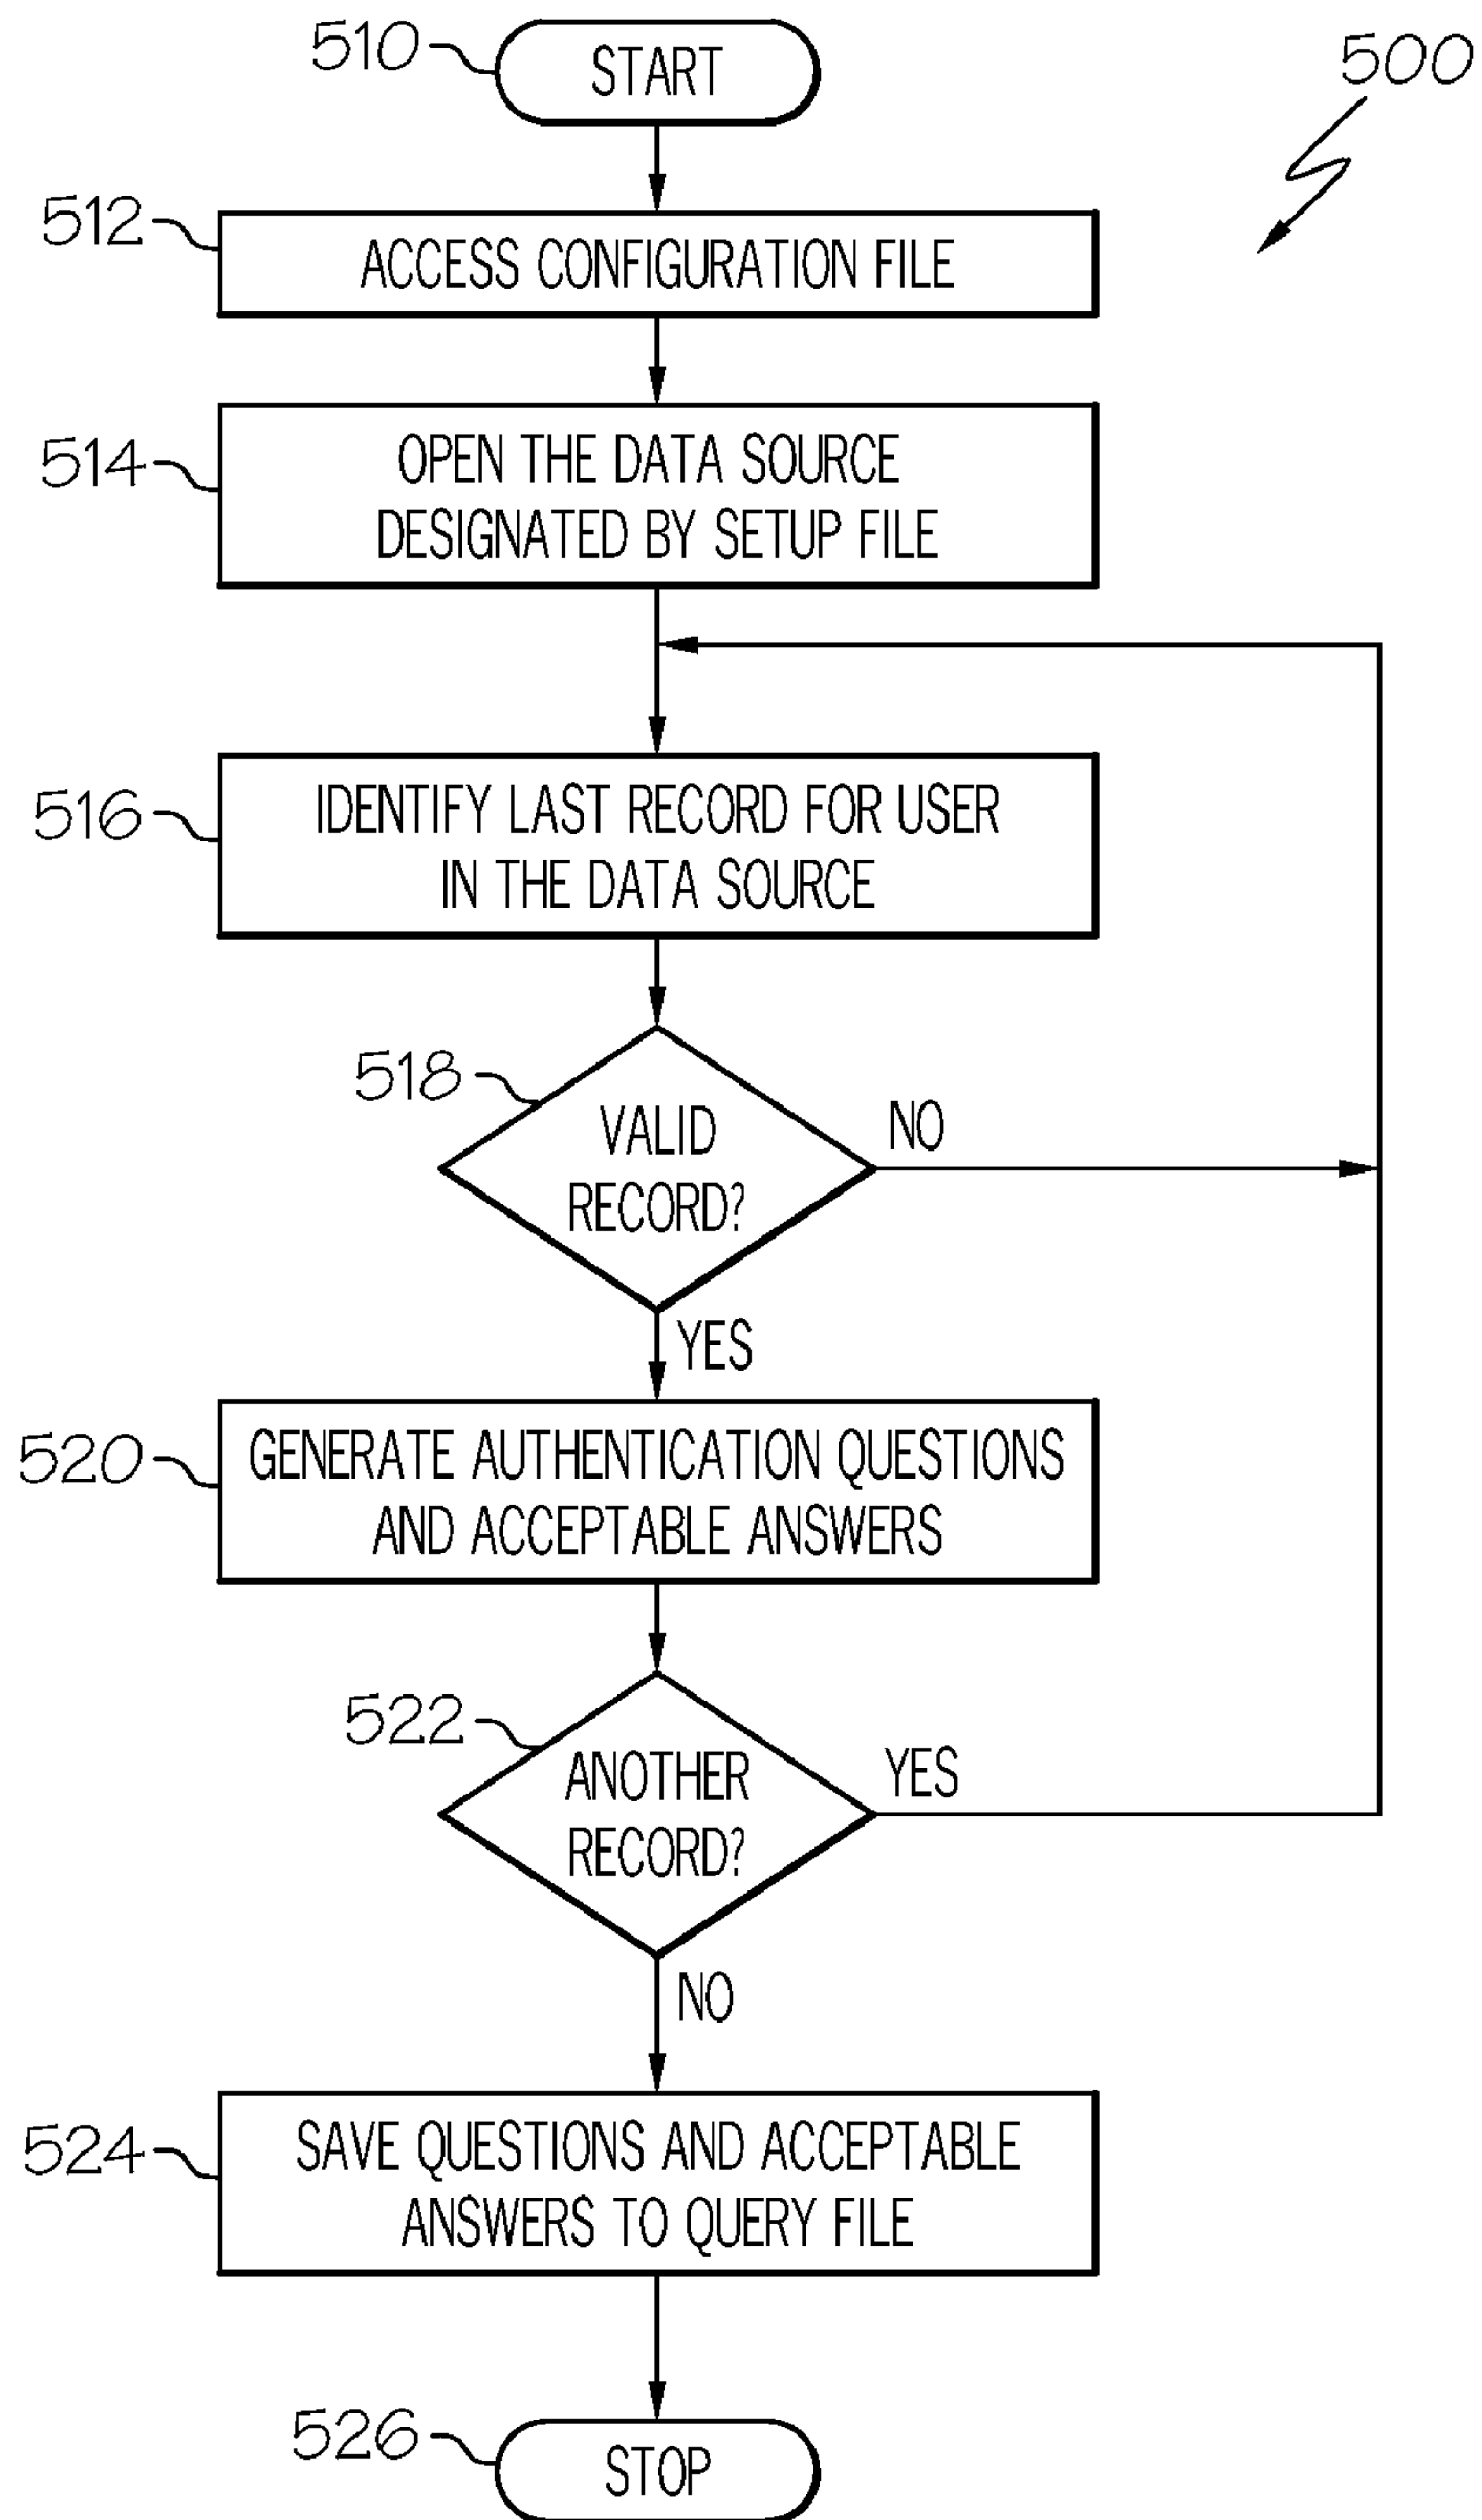 510
START
500
512
ACCESS CONFIGURATION FILE
514
OPEN THE DATA SOURCE
DESIGNATED BY SETUP FILE
516
IDENTIFY LAST RECORD FOR USER
IN THE DATA SOURCE
518
VALID
RECORD?
NO
YES
520
GENERATE AUTHENTICATION QUESTIONS
AND ACCEPTABLE ANSWERS
522
ANOTHER
RECORD?
YES
NO
524
SAVE QUESTIONS AND ACCEPTABLE
ANSWERS TO QUERY FILE
526
STOP